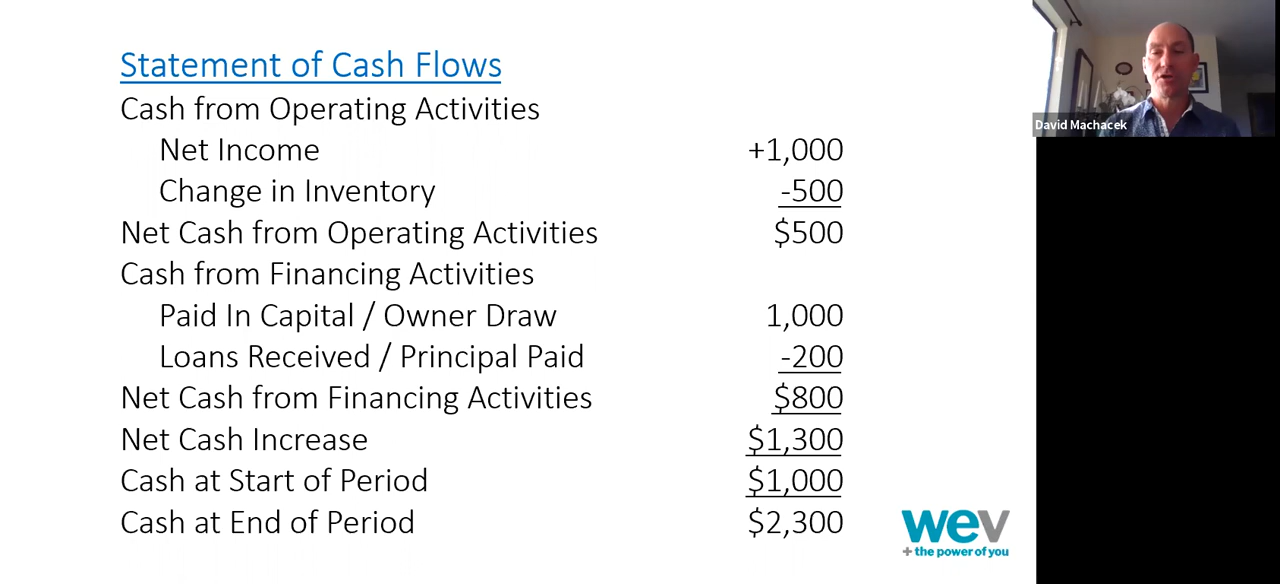 Statement of Cash Flows
Cash from Operating Activities
Net Income +1,000
Change in Inventory -500
Net Cash from Operating Activities $500
Cash from Financing Activities
Paid In Capital / Owner Draw 1,000
Loans Received / Principal Paid -200
Net Cash from Financing Activities $800
Net Cash Increase $1,300
Cash at Start of Period $1,000
Cash at End of Period $2,300
David Machacek
wev
+ the power of you